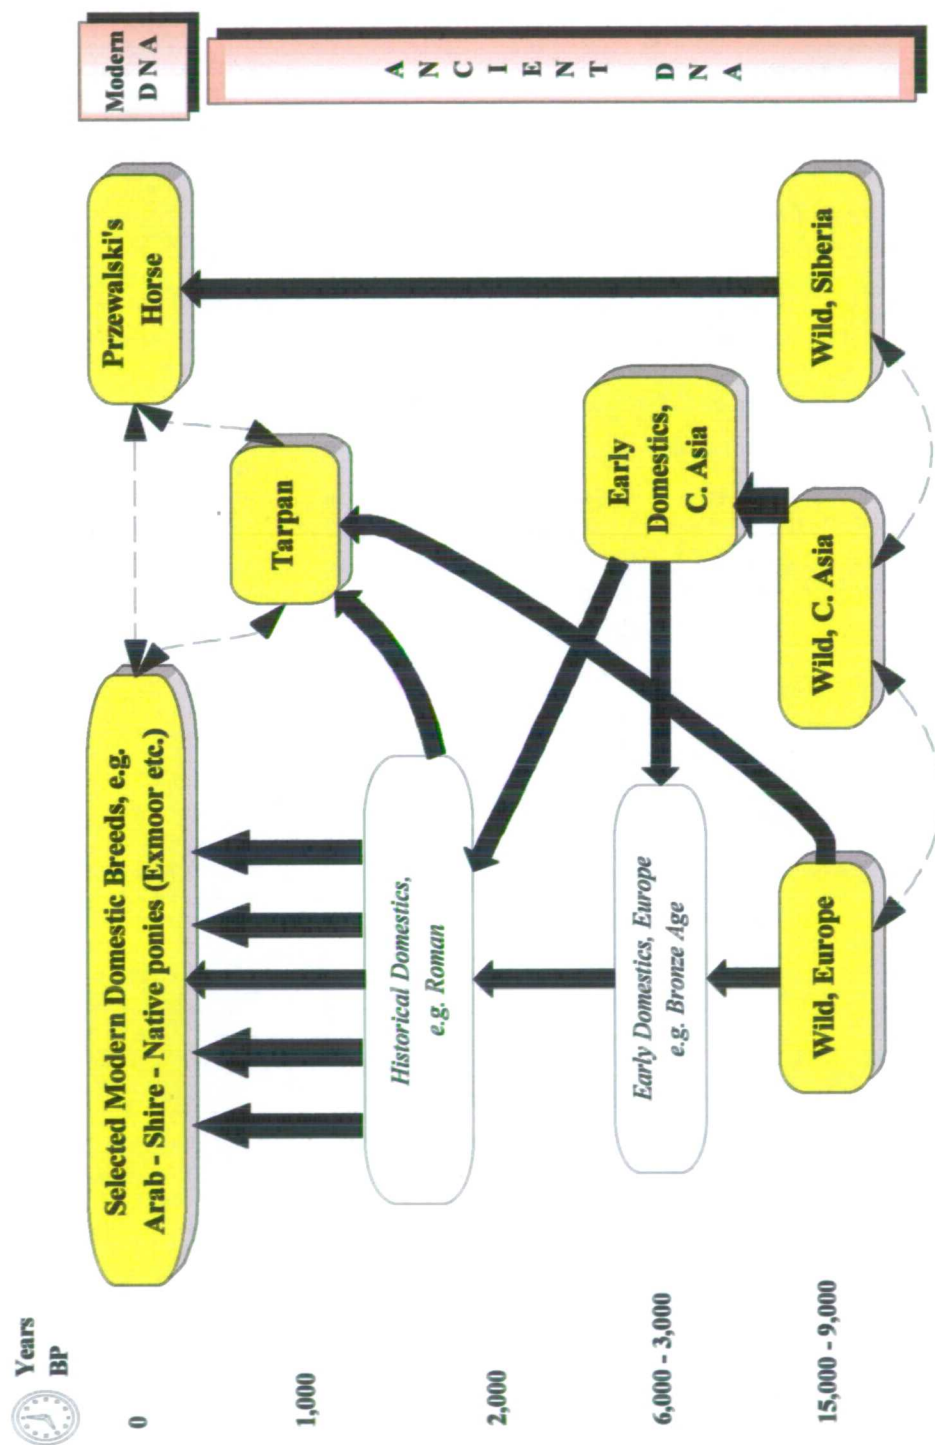 Years
BP
0
1,000
2,000
6,000 - 3,000
15,000 - 9,000
Selected Modern Domestic Breeds, e.g.
Arab - Shire - Native ponies (Exmoor etc.)
Przewalski's
Horse
Modern
DNA
Tarpan
Historical Domestics,
e.g. Roman
Early Domestics, Europe
e.g. Bronze Age
Early
Domestics,
C. Asia
Wild, Europe
Wild, C. Asia
Wild, Siberia
A
N
C
I
E
N
T
D
N
A